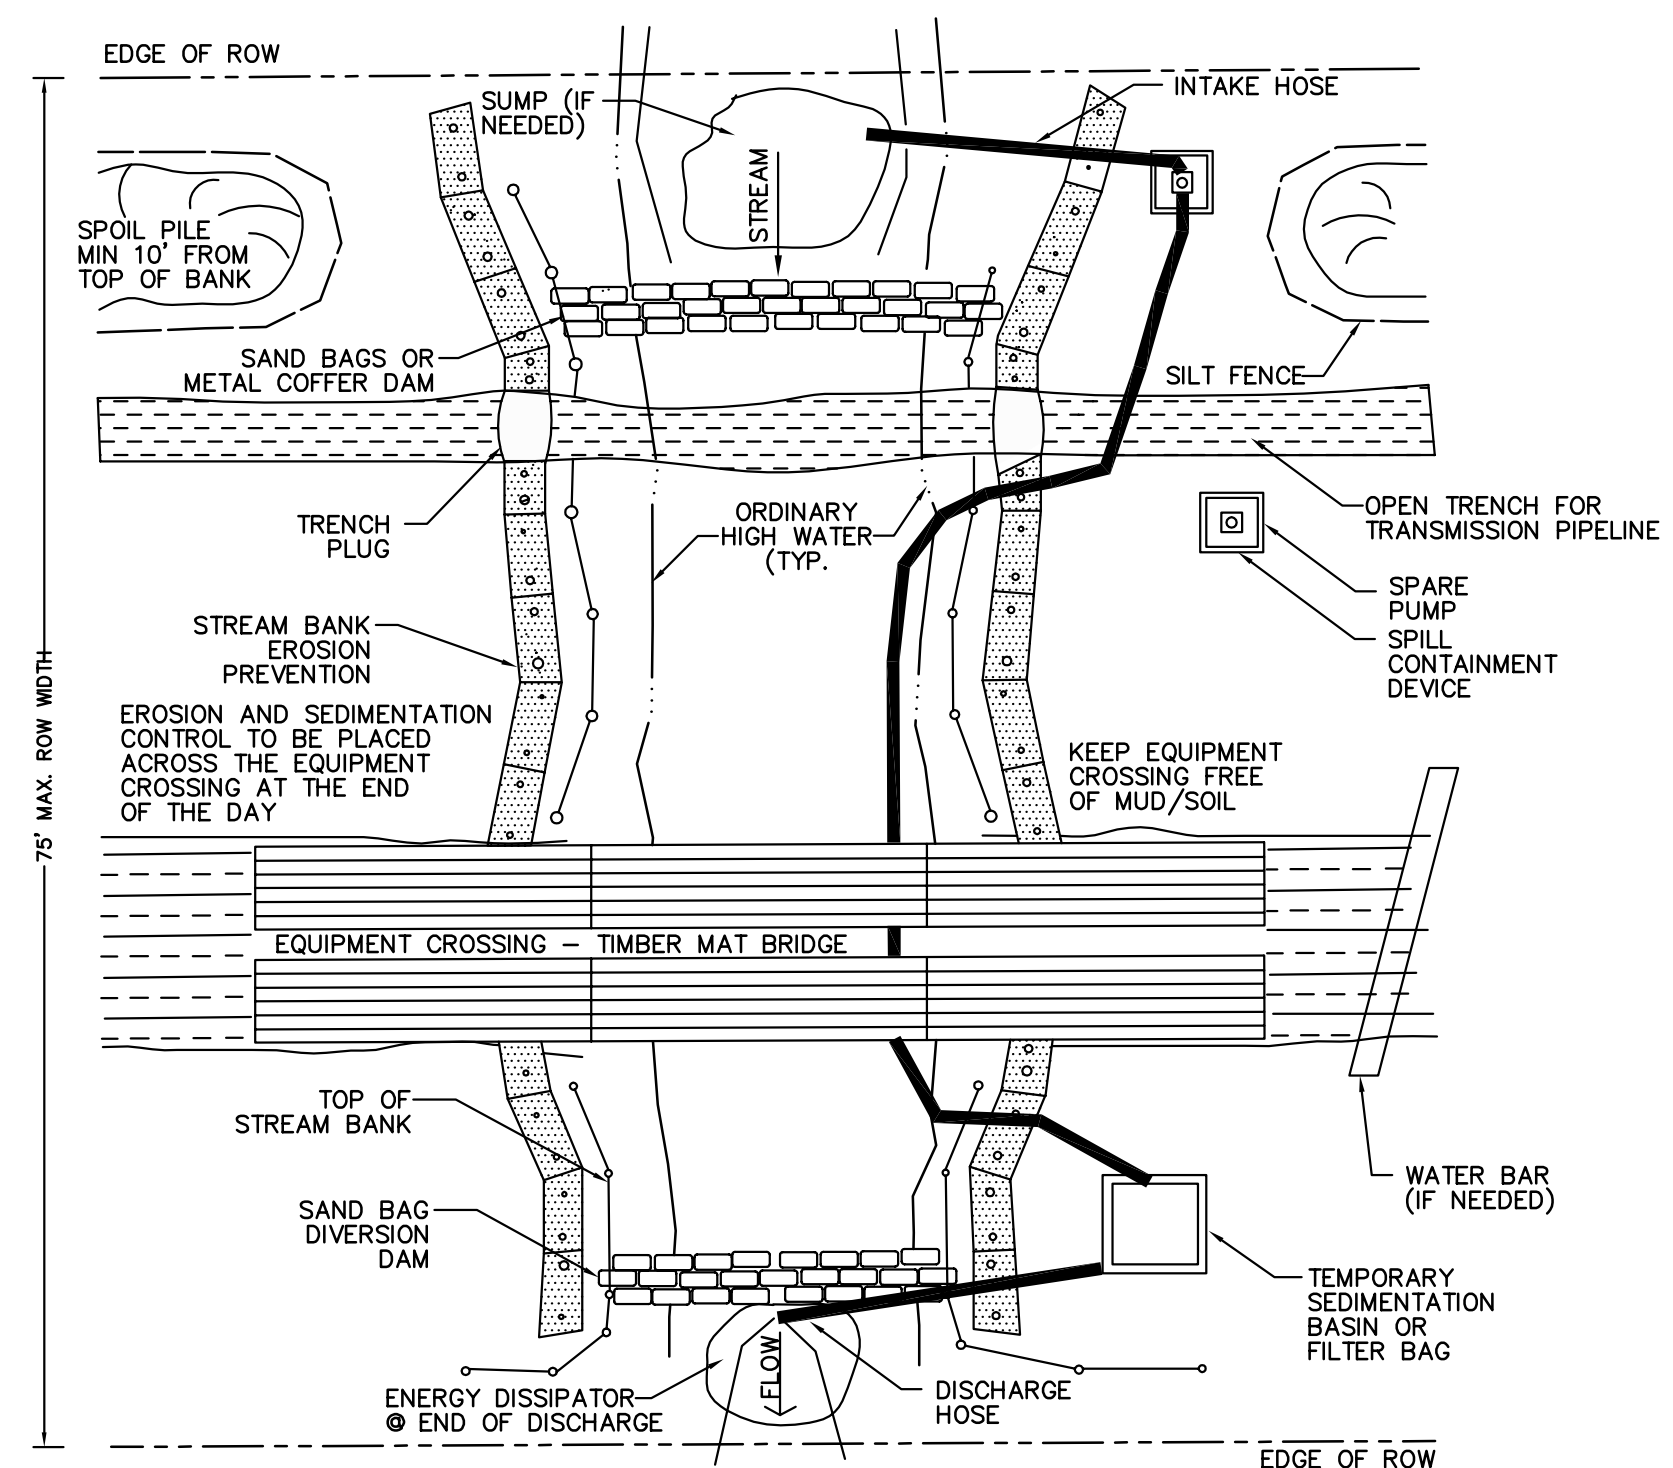 EDGE OF ROW
SUMP (IF
NEEDED)
INTAKE HOSE
STREAM
SPOIL PILE
MIN 10' FROM
TOP OF BANK
SAND BAGS OR
METAL COFFER DAM
SILT FENCE
TRENCH
PLUG
ORDINARY
HIGH WATER
(TYP.
OPEN TRENCH FOR
TRANSMISSION PIPELINE
SPARE
PUMP
SPILL
CONTAINMENT
DEVICE
STREAM BANK
EROSION
PREVENTION
75' MAX. ROW WIDTH
EROSION AND SEDIMENTATION
CONTROL TO BE PLACED
ACROSS THE EQUIPMENT
CROSSING AT THE END
OF THE DAY
KEEP EQUIPMENT
CROSSING FREE
OF MUD/SOIL
EQUIPMENT CROSSING - TIMBER MAT BRIDGE
TOP OF
STREAM BANK
WATER BAR
(IF NEEDED)
SAND BAG
DIVERSION
DAM
TEMPORARY
SEDIMENTATION
BASIN OR
FILTER BAG
FLOW
ENERGY DISSIPATOR
@ END OF DISCHARGE
DISCHARGE
HOSE
EDGE OF ROW